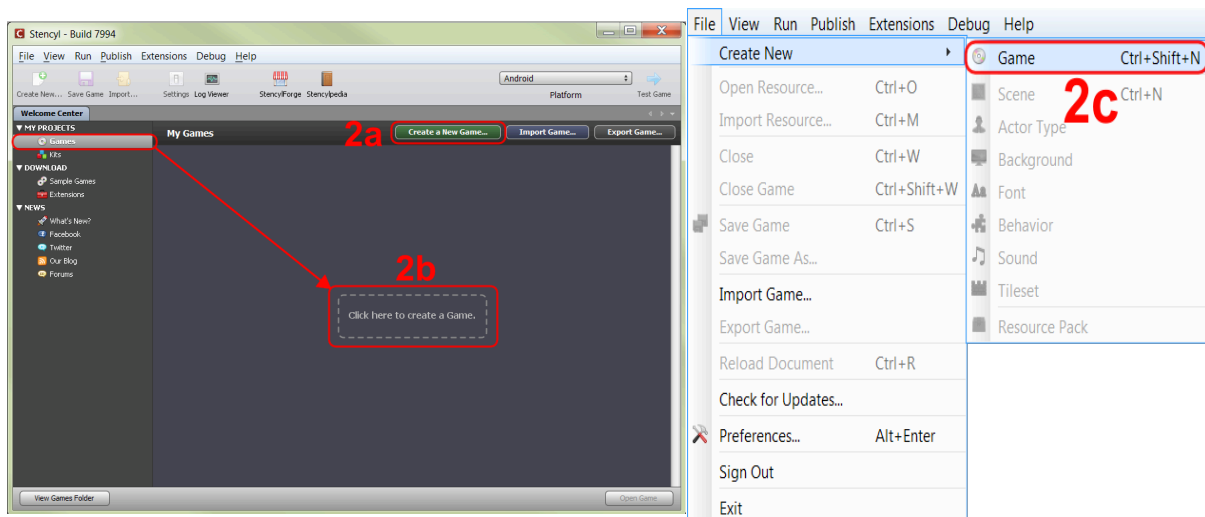 Stencyl - Build 7994
File View Run Publish Extensions Debug Help
Create New... Save Game Import... Settings Log Viewer StencylForge Stencylpedia
Android
Platform
Test Game
Welcome Center
MY PROJECTS
Games
Kits
DOWNLOAD
Sample Games
Extensions
NEWS
What's New?
Facebook
Twitter
Our Blog
Forums
My Games
2a
Create a New Game...
Import Game...
Export Game...
2b
Click here to create a Game.
View Games Folder
Open Game
File View Run Publish Extensions Debug Help
Create New
Open Resource... Ctrl+O
Import Resource... Ctrl+M
Close Ctrl+W
Close Game Ctrl+Shift+W
Save Game Ctrl+S
Save Game As...
Import Game...
Export Game...
Reload Document Ctrl+R
Check for Updates...
Preferences... Alt+Enter
Sign Out
Exit
Game Ctrl+Shift+N
2c
Scene Ctrl+N
Actor Type
Background
Font
Behavior
Sound
Tileset
Resource Pack